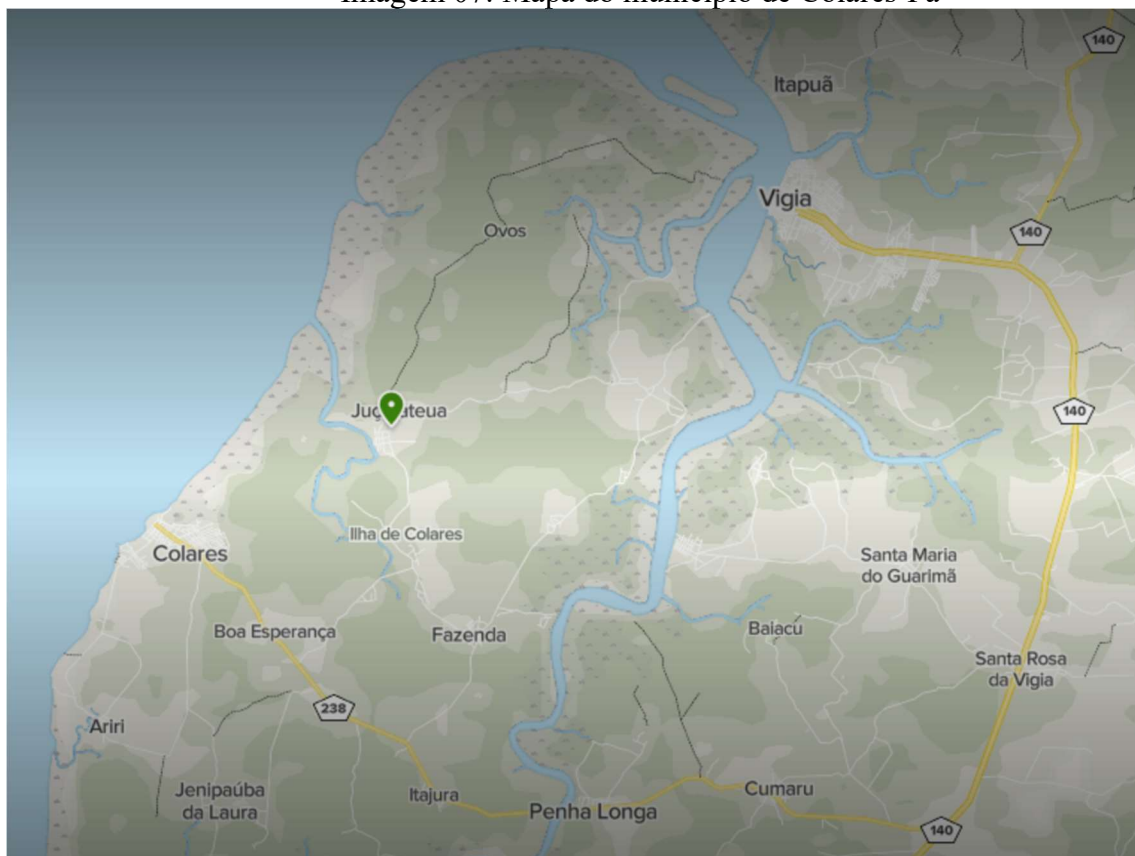 Imagem 07: Mapa do município de Colares-Pa
140
Itapuã
Vigia
Ovos
140
140
Ilha de Colares
Colares
Santa Maria
do Guarimã
Boa Esperança
Fazenda
Baiacu
Santa Rosa
da Vigia
238
Ariri
Jenipaúba
da Laura
Itajura
Penha Longa
Cumaru
140